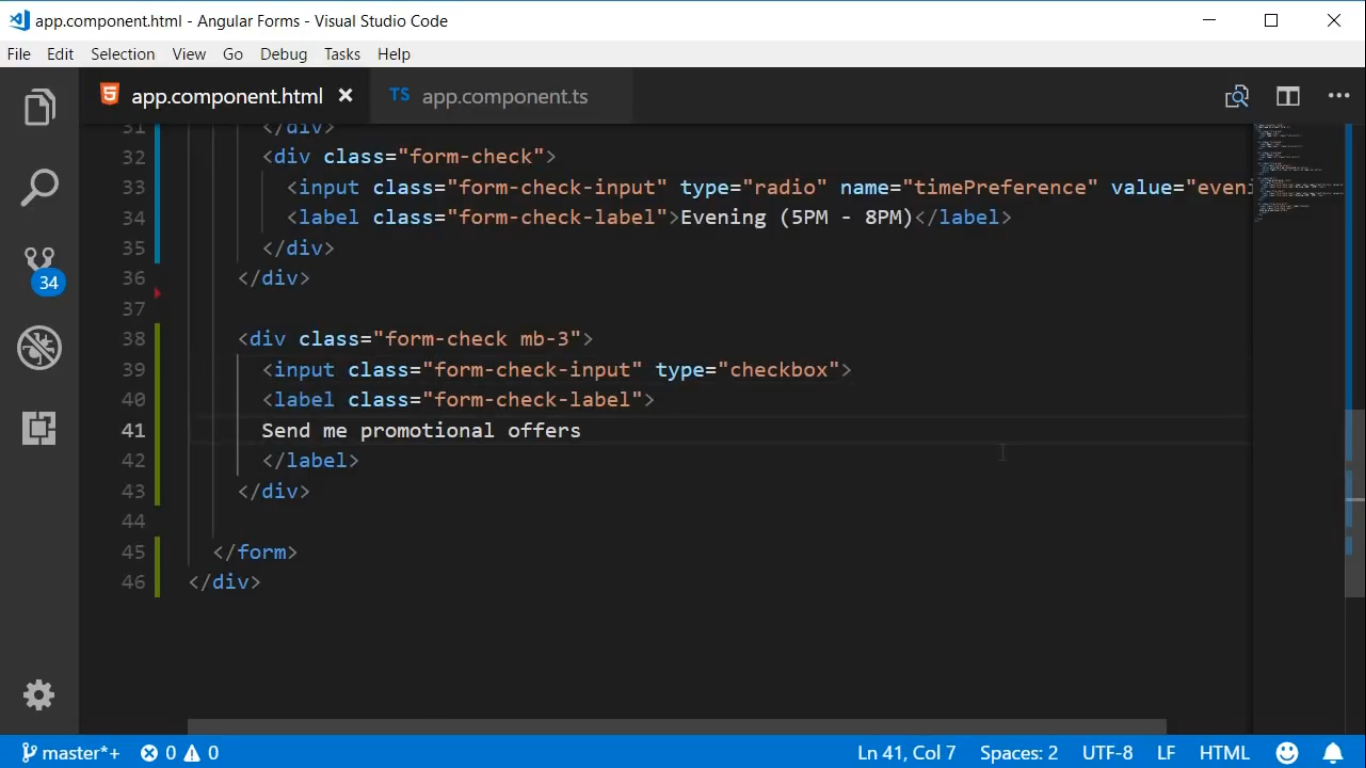 app.component.html - Angular Forms - Visual Studio Code
File Edit Selection View Go Debug Tasks Help
app.component.html TS app.component.ts
31 </div>
32 <div class="form-check">
33 <input class="form-check-input" type="radio" name="timePreference" value="eveni
34 <label class="form-check-label">Evening (5PM - 8PM)</label>
35 </div>
36 </div>
37
38 <div class="form-check mb-3">
39 <input class="form-check-input" type="checkbox">
40 <label class="form-check-label">
41 Send me promotional offers
42 </label>
43 </div>
44
45 </form>
46 </div>
34
master*+ 0 0 Ln 41, Col 7 Spaces: 2 UTF-8 LF HTML